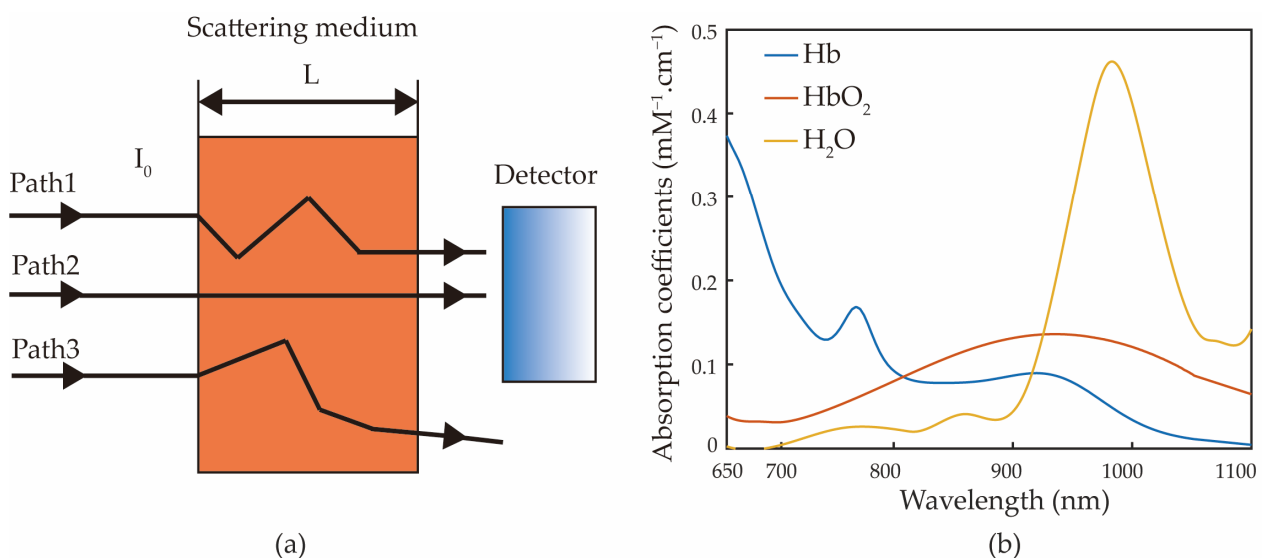 Scattering medium
L
I₀
Path1
Path2
Path3
Detector
(a)
Absorption coefficients (mM⁻¹.cm⁻¹)
0.5
0.4
0.3
0.2
0.1
0
Hb
HbO₂
H₂O
650 700 800 900 1000 1100
Wavelength (nm)
(b)